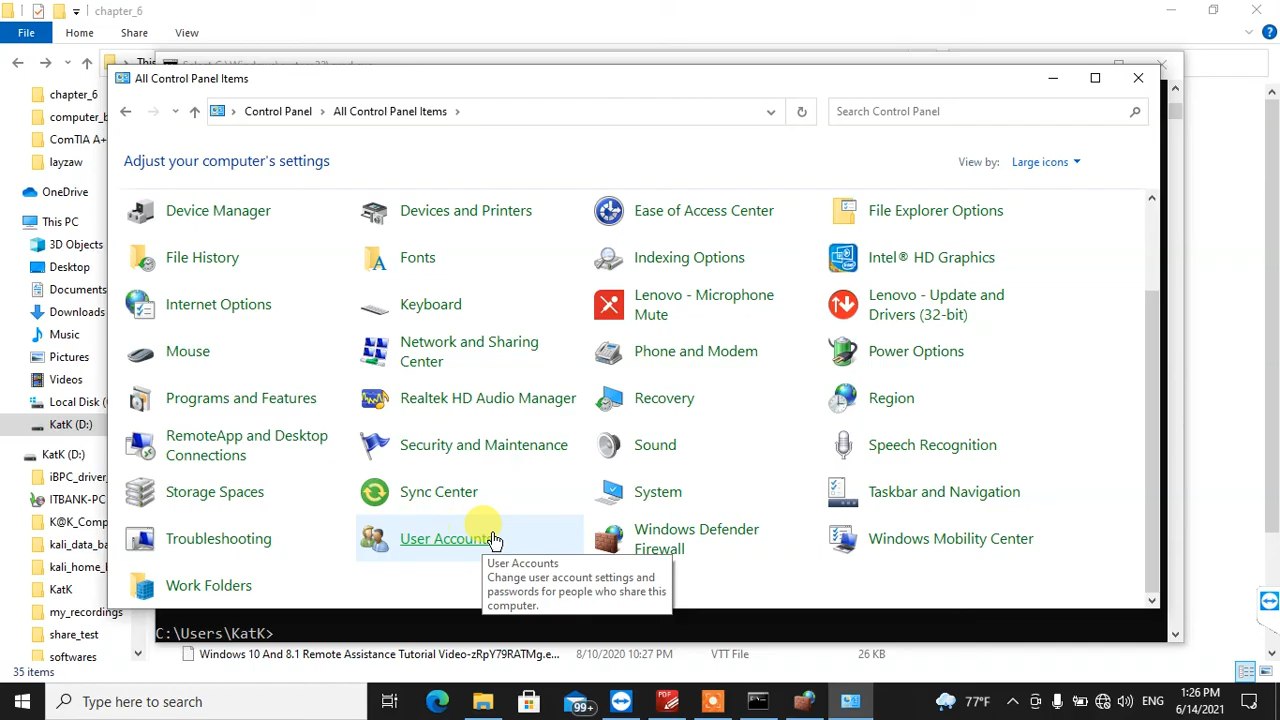 chapter_6
File
Home
Share
View
All Control Panel Items
Control Panel
All Control Panel Items
Search Control Panel
Adjust your computer's settings
View by:
Large icons
chapter_6
ComTIA A+
layzaw
OneDrive
This PC
3D Objects
Desktop
Documents
Downloads
Music
Pictures
Videos
Local Disk
KatK (D:)
KatK (D:)
iBPC_driver
ITBANK-PC
K@K_Comp
kali_data_ba
kali_home_
KatK
my_recordings
share_test
softwares
35 items
Device Manager
Devices and Printers
Ease of Access Center
File Explorer Options
File History
Fonts
Indexing Options
Intel® HD Graphics
Internet Options
Keyboard
Lenovo - Microphone
Mute
Lenovo - Update and
Drivers (32-bit)
Mouse
Network and Sharing
Center
Phone and Modem
Power Options
Programs and Features
Realtek HD Audio Manager
Recovery
Region
RemoteApp and Desktop
Connections
Security and Maintenance
Sound
Speech Recognition
Storage Spaces
Sync Center
System
Taskbar and Navigation
Troubleshooting
User Accounts
Windows Defender
Firewall
Windows Mobility Center
Work Folders
User Accounts
Change user account settings and
passwords for people who share this
computer.
C:\Users\KatK>
Windows 10 And 8.1 Remote Assistance Tutorial Video-zRpY79RATMg.e...
8/10/2020 10:27 PM
VTT File
26 KB
Type here to search
99+
PDF
77°F
ENG
1:26 PM
6/14/2021